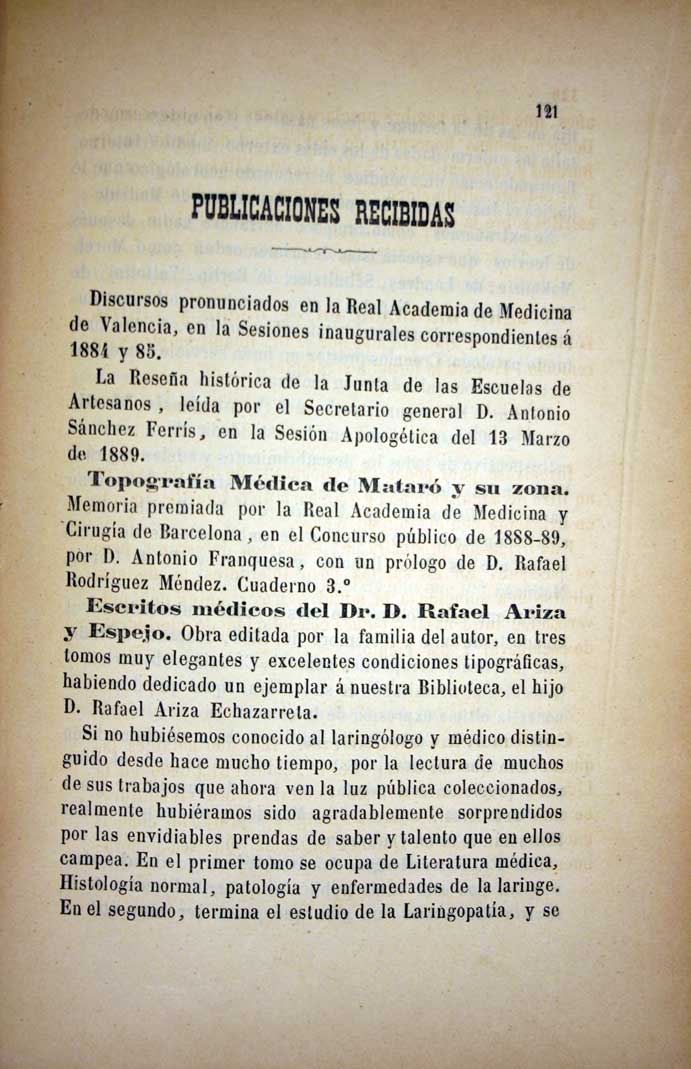 121
PUBLICACIONES RECIBIDAS
Discursos pronunciados en la Real Academia de Medicina
de Valencia, en la Sesiones inaugurales correspondientes á
1884 y 85.
La Reseña histórica de la Junta de las Escuelas de
Artesanos, leída por el Secretario general D. Antonio
Sánchez Ferrís, en la Sesión Apologética del 13 Marzo
de 1889.
Topografía Médica de Mataró y su zona.
Memoria premiada por la Real Academia de Medicina y
Cirugía de Barcelona, en el Concurso público de 1888-89,
por D. Antonio Franquesa, con un prólogo de D. Rafael
Rodríguez Méndez. Cuaderno 3.º
Escritos médicos del Dr. D. Rafael Ariza
y Espejo. Obra editada por la familia del autor, en tres
tomos muy elegantes y excelentes condiciones tipográficas,
habiendo dedicado un ejemplar á nuestra Biblioteca, el hijo
D. Rafael Ariza Echazarreta.
Si no hubiésemos conocido al laringólogo y médico distin-
guido desde hace mucho tiempo, por la lectura de muchos
de sus trabajos que ahora ven la luz pública coleccionados,
realmente hubiéramos sido agradablemente sorprendidos
por las envidiables prendas de saber y talento que en ellos
campea. En el primer tomo se ocupa de Literatura médica,
Histología normal, patología y enfermedades de la laringe.
En el segundo, termina el estudio de la Laringopatía, y se